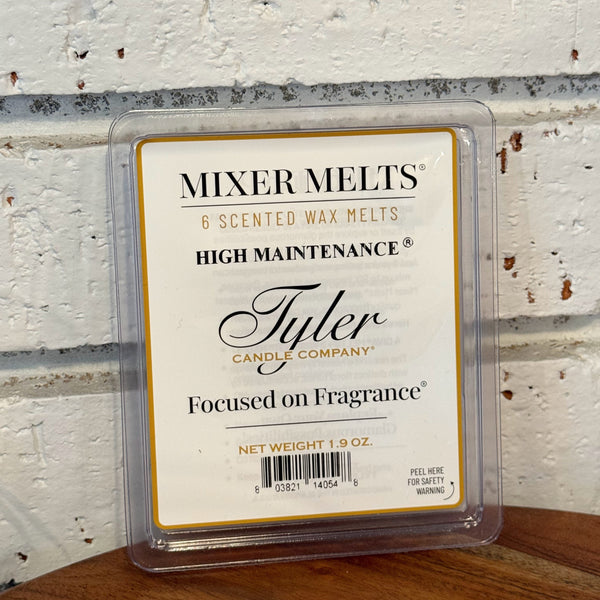 MIXER MELTS®
6 SCENTED WAX MELTS
HIGH MAINTENANCE®
Tyler
CANDLE COMPANY®
Focused on Fragrance®
NET WEIGHT 1.9 OZ.
8 03821 14054 8
PEEL HERE
FOR SAFETY
WARNING